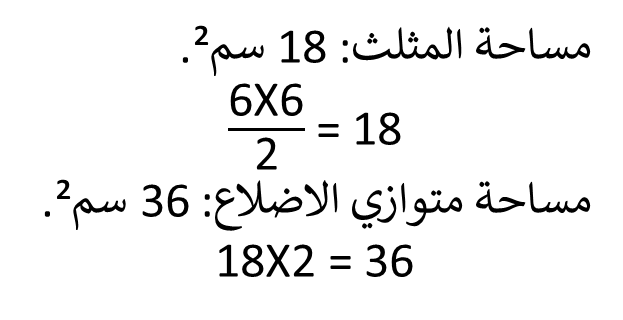 مساحة المثلث: 18 سم².
6X6/2 = 18
مساحة متوازي الاضلاع: 36 سم².
18X2 = 36